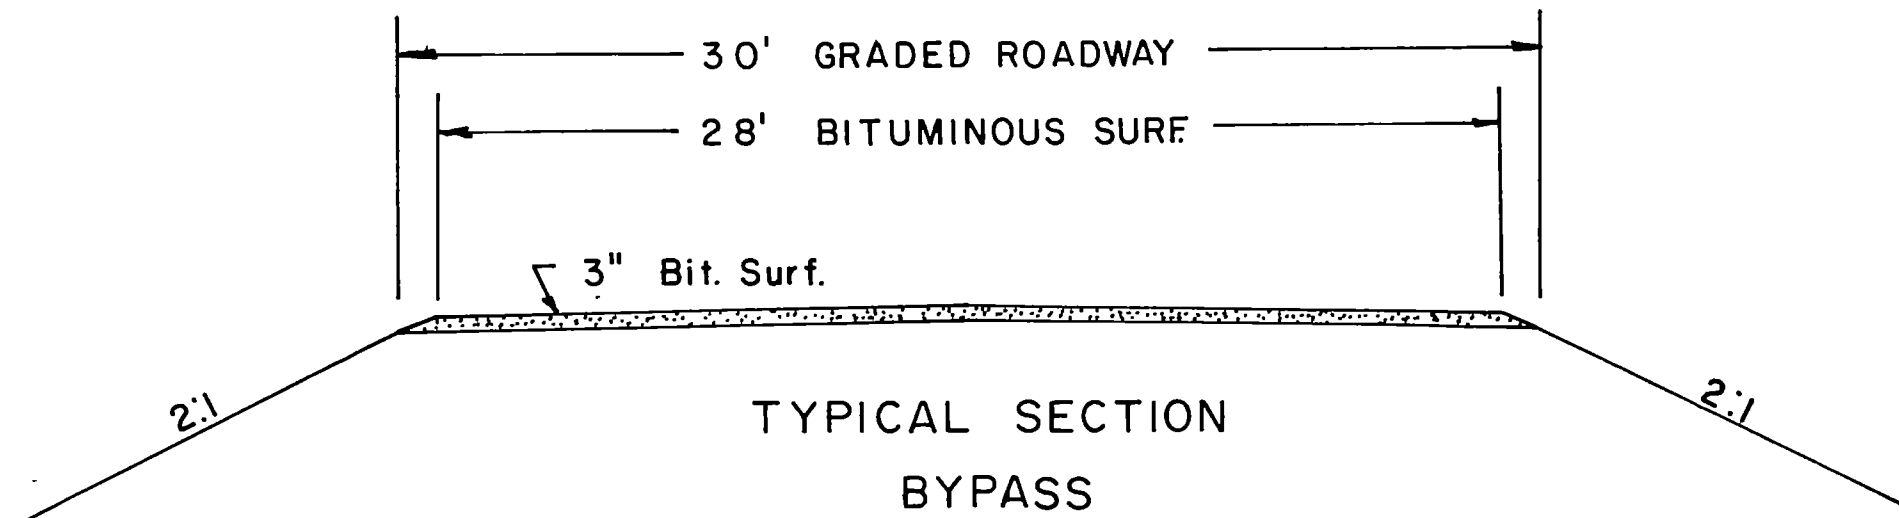 30' GRADED ROADWAY
28' BITUMINOUS SURF.
3" Bit. Surf.
2:1
2:1
TYPICAL SECTION
BYPASS